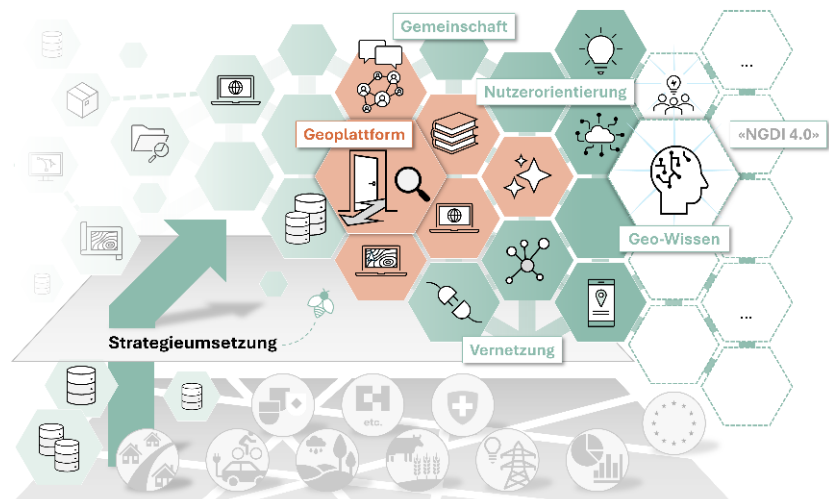 Gemeinschaft
...
Nutzerorientierung
Geoplattform
«NGDI 4.0»
Geo-Wissen
...
Strategieumsetzung
Vernetzung
etc.